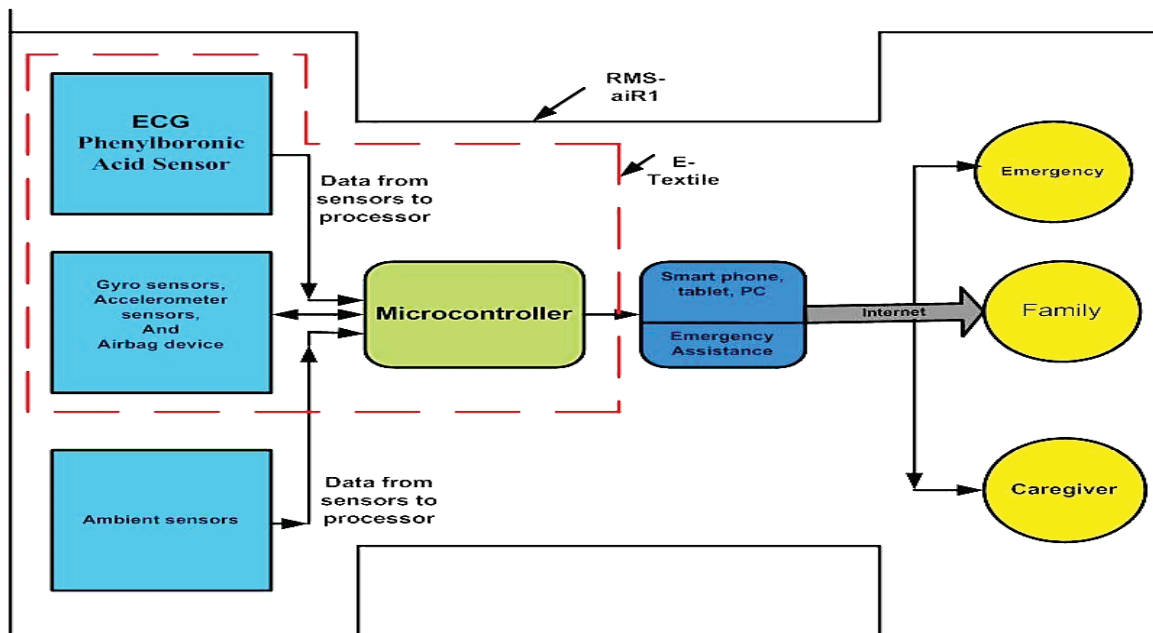 RMS-
aiR1
ECG
Phenylboronic
Acid Sensor
E-
Textile
Data from
sensors to
processor
Emergency
Gyro sensors,
Accelerometer
sensors,
And
Airbag device
Microcontroller
Smart phone,
tablet, PC
Emergency
Assistance
Internet
Family
Ambient sensors
Data from
sensors to
processor
Caregiver